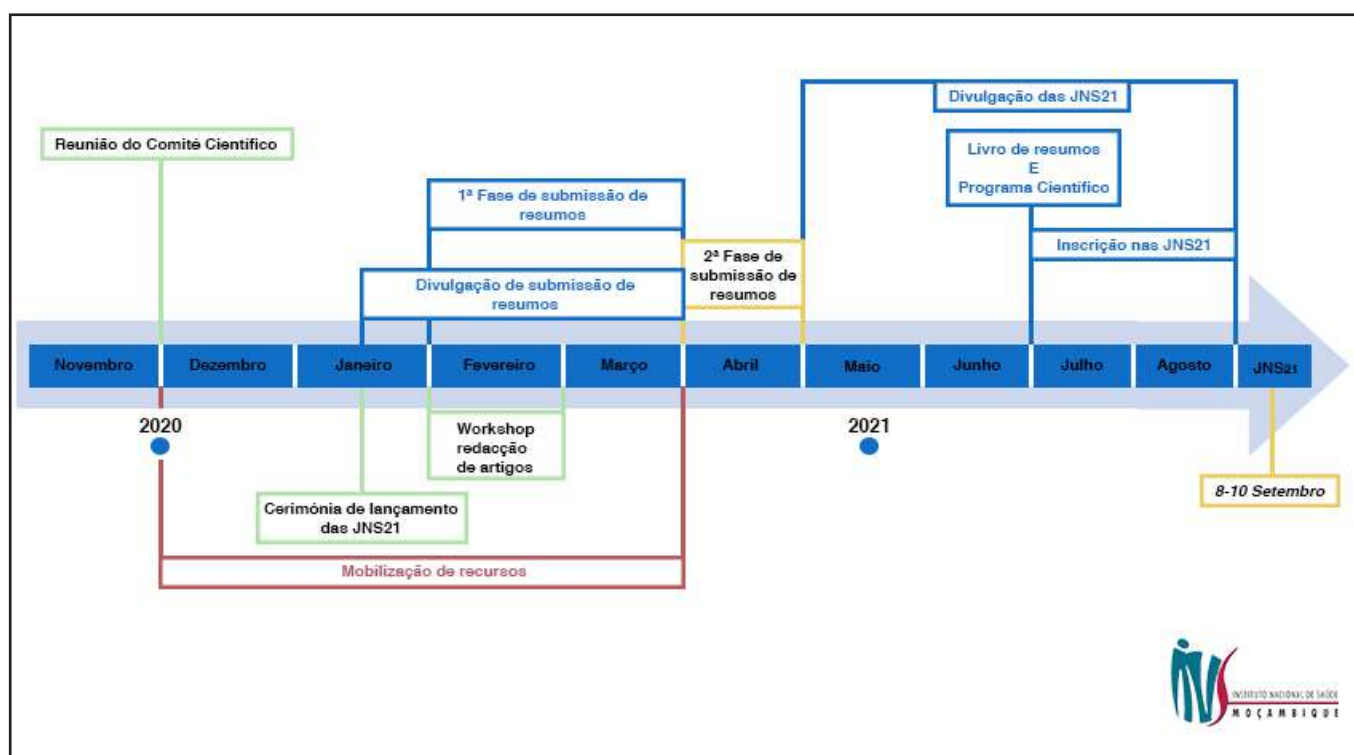 Divulgação das JNS21
Reunião do Comité Científico
Livro de resumos
E
Programa Científico
1ª Fase de submissão de
resumos
2ª Fase de
submissão de
resumos
Inscrição nas JNS21
Divulgação de submissão de
resumos
Novembro
Dezembro
Janeiro
Fevereiro
Março
Abril
Maio
Junho
Julho
Agosto
JNS21
2020
Workshop
redacção
de artigos
2021
8-10 Setembro
Cerimónia de lançamento
das JNS21
Mobilização de recursos
INS
INSTITUTO NACIONAL DE SAÚDE
MOÇAMBIQUE